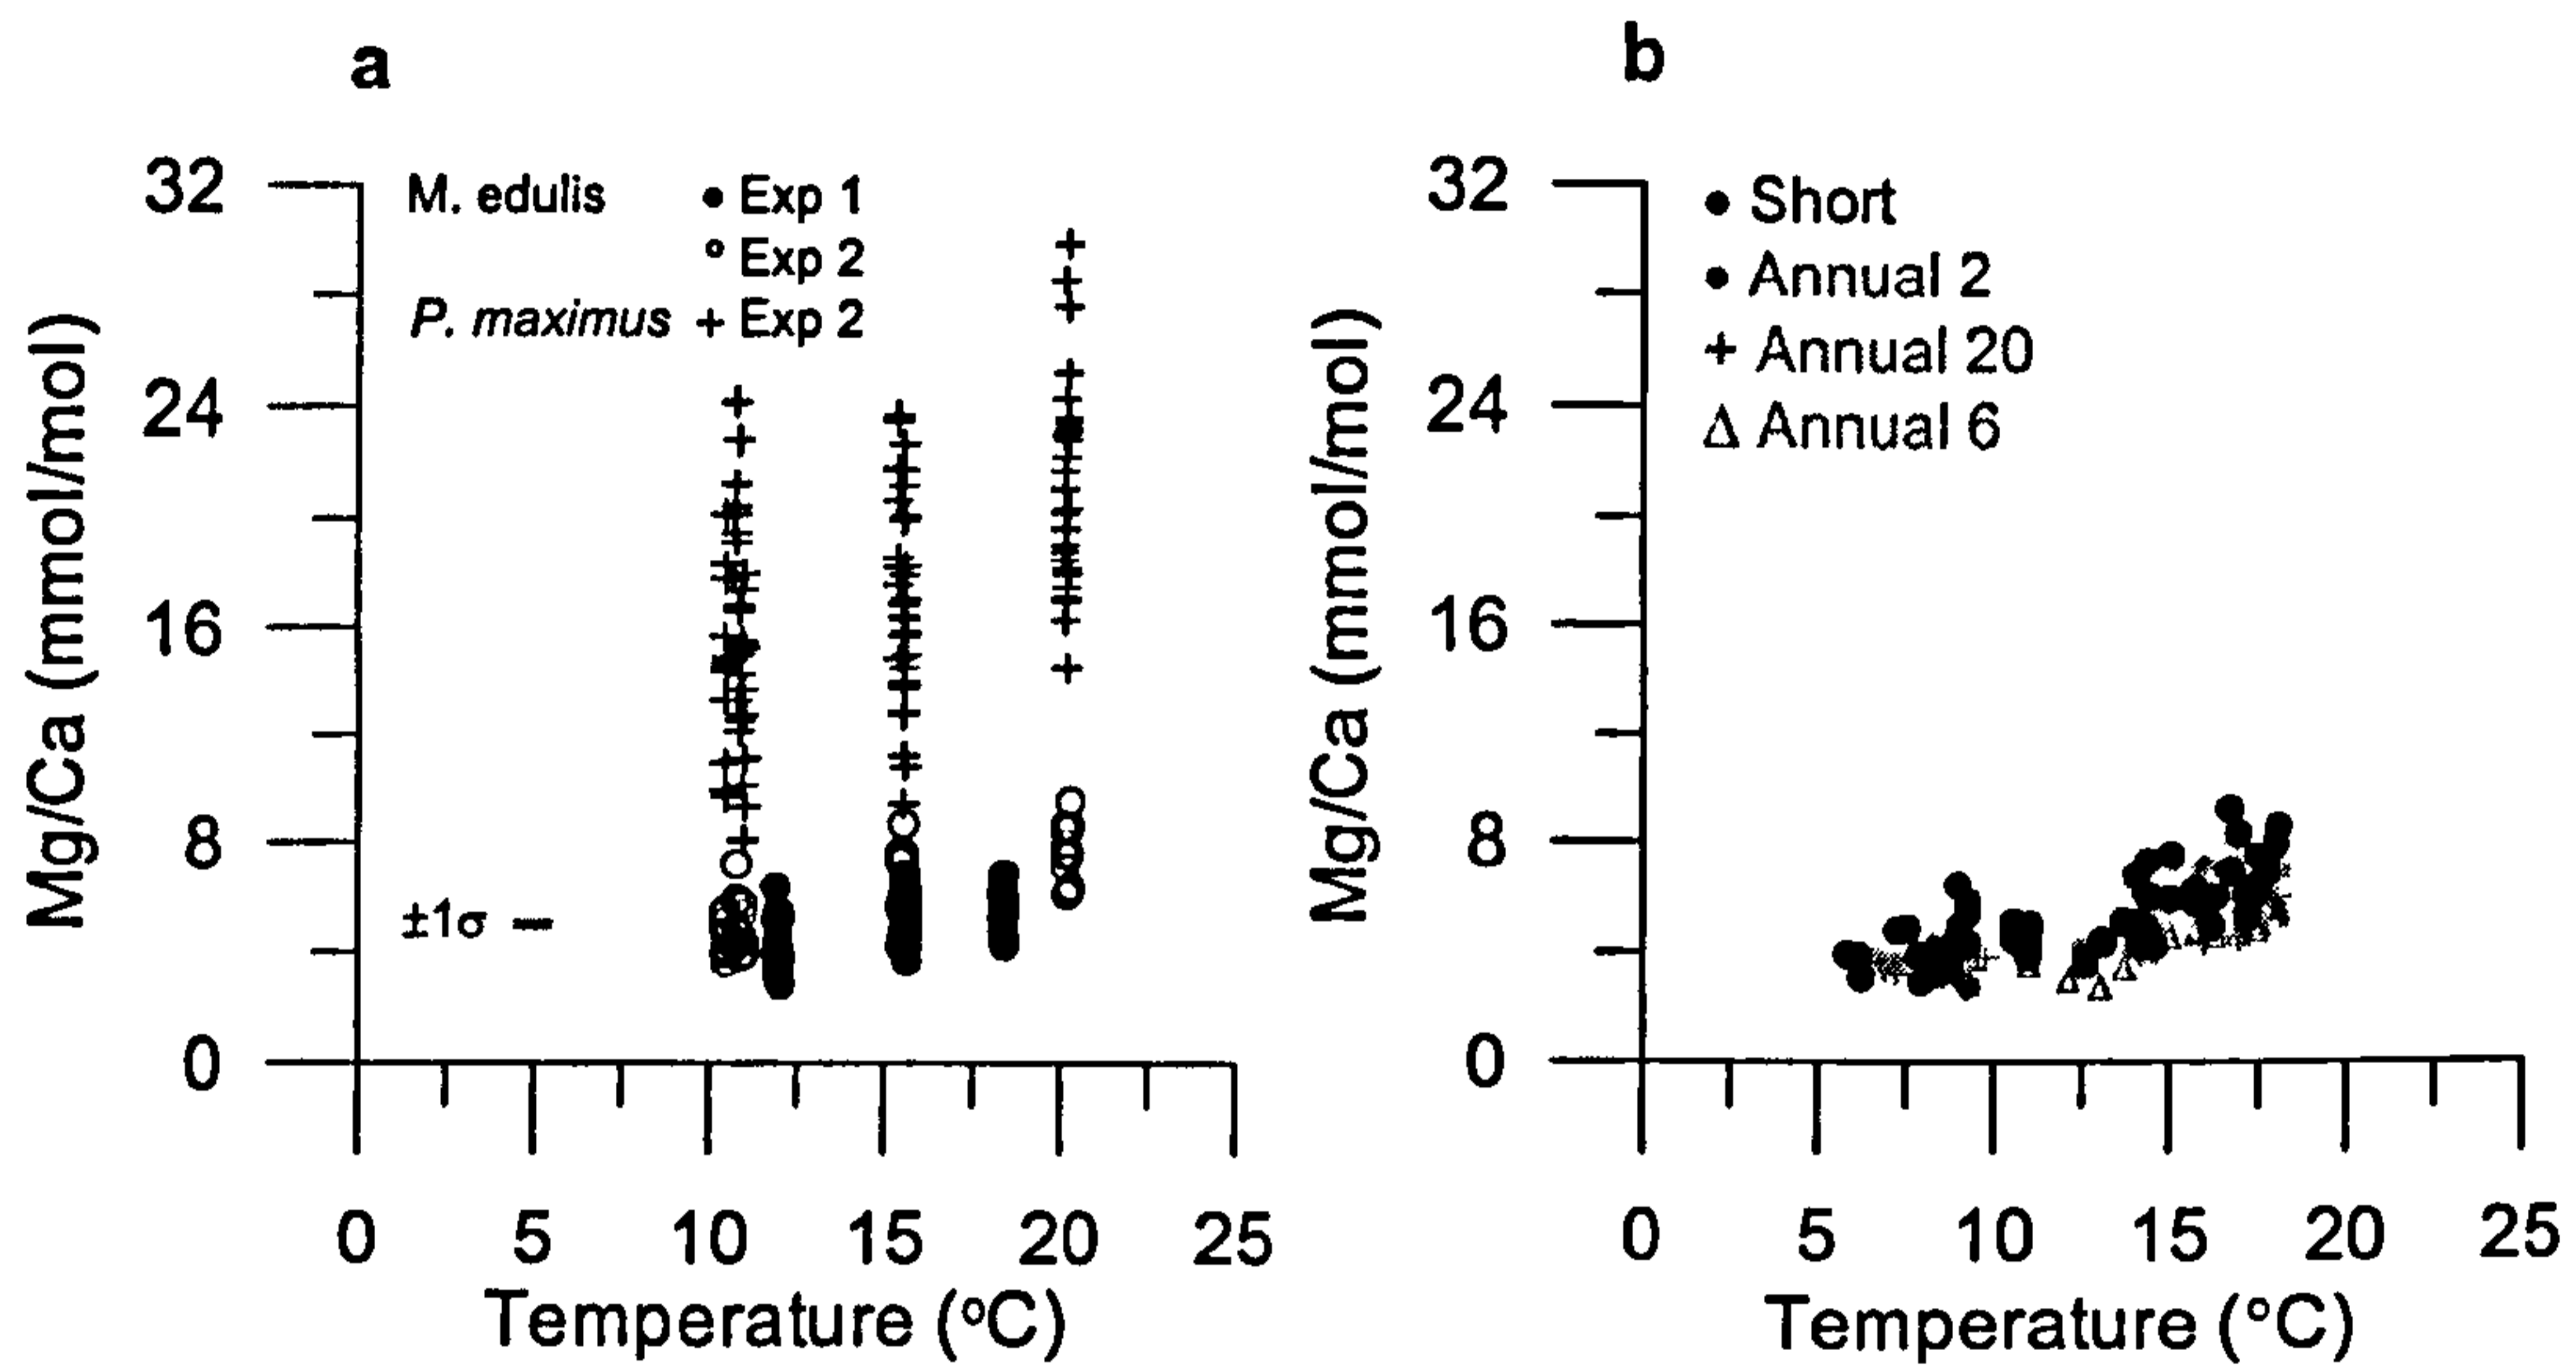 a
Mg/Ca (mmol/mol)
32
24
16
8
0
M. edulis • Exp 1
° Exp 2
P. maximus + Exp 2
±1σ
0 5 10 15 20 25
Temperature (°C)
b
Mg/Ca (mmol/mol)
32
24
16
8
0
• Short
• Annual 2
+ Annual 20
Δ Annual 6
0 5 10 15 20 25
Temperature (°C)